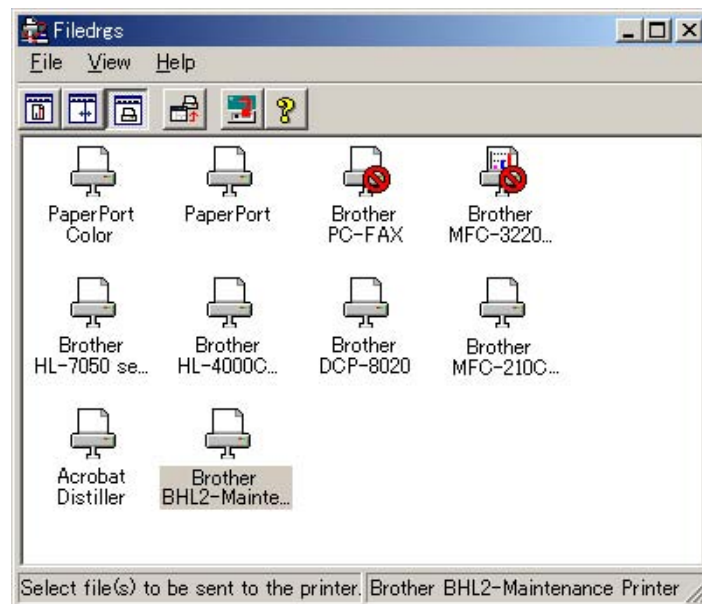 Filedrgs
File View Help
PaperPort
Color
PaperPort
Brother
PC-FAX
Brother
MFC-3220...
Brother
HL-7050 se...
Brother
HL-4000C...
Brother
DCP-8020
Brother
MFC-210C...
Acrobat
Distiller
Brother
BHL2-Mainte...
Select file(s) to be sent to the printer. Brother BHL2-Maintenance Printer